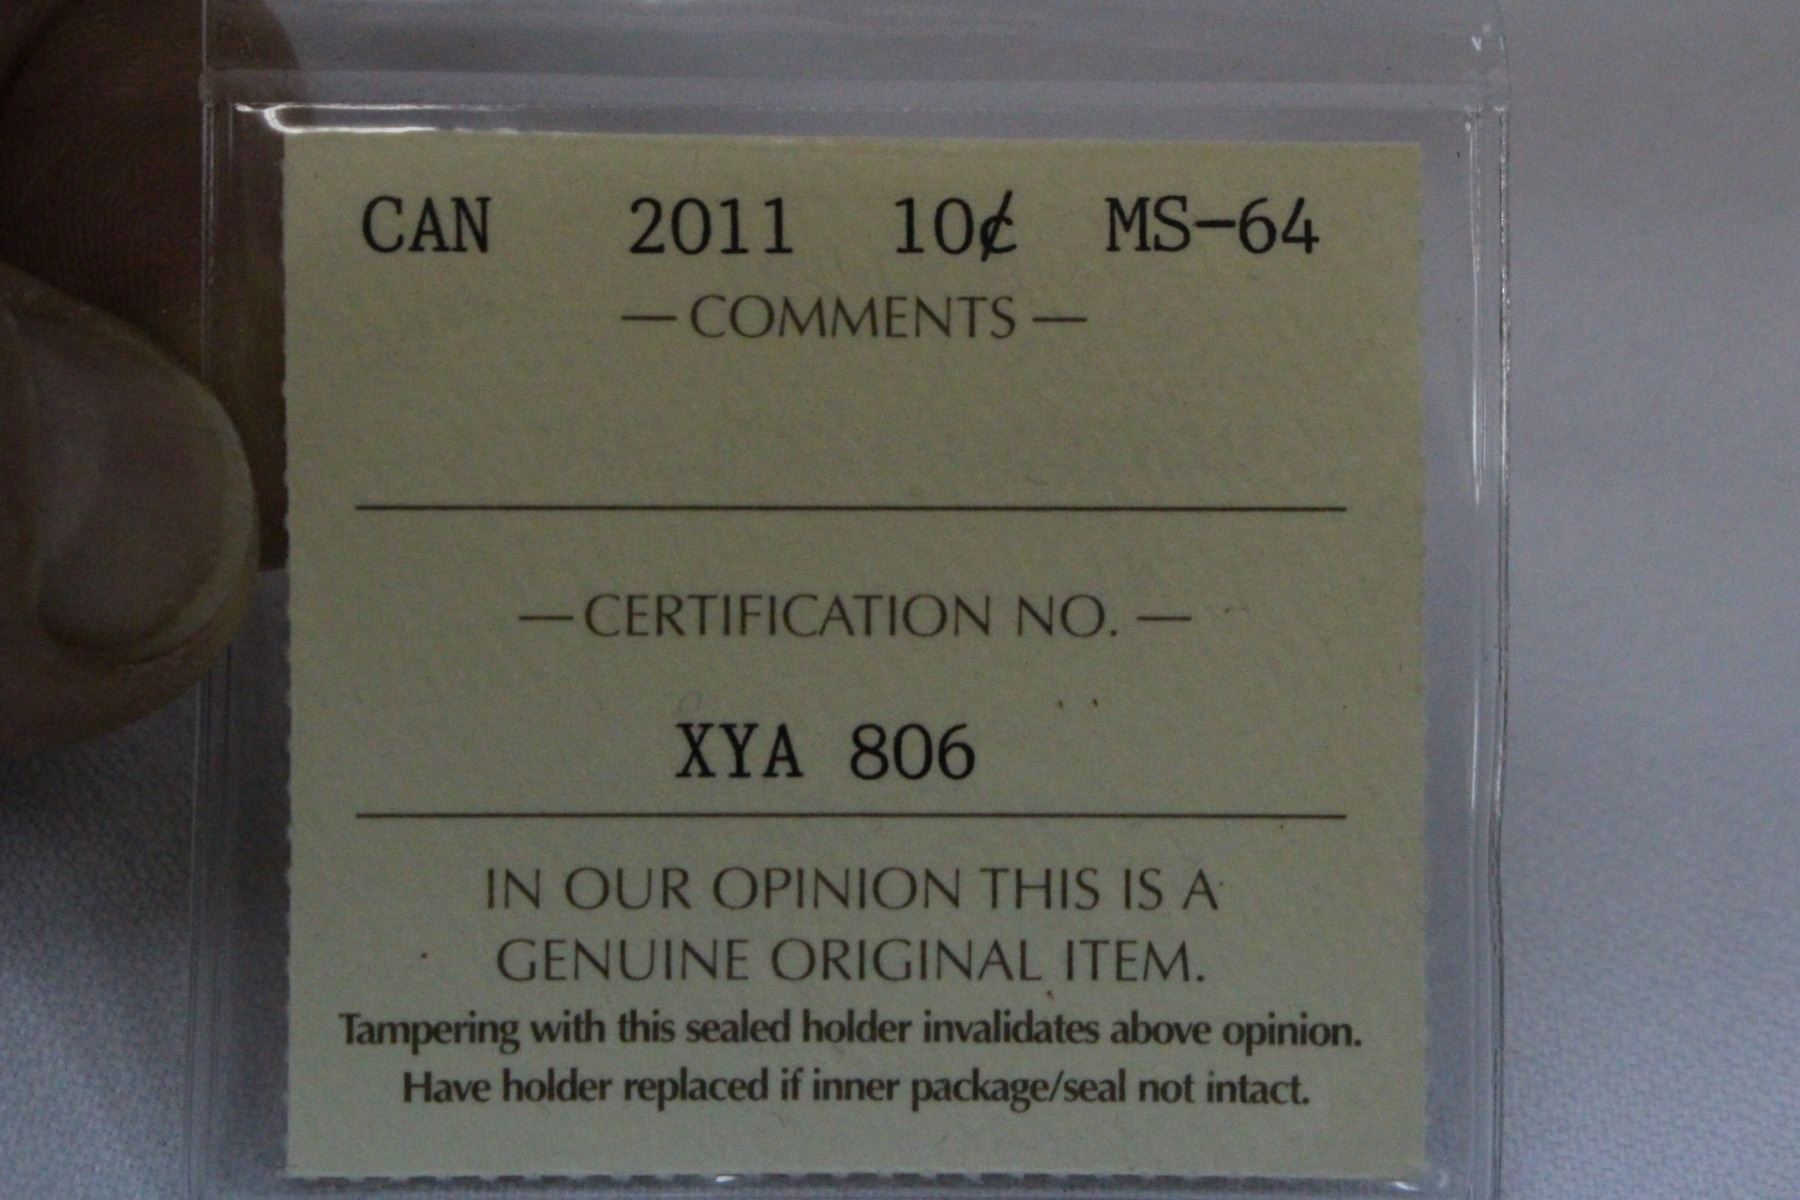 CAN 2011 10¢ MS-64
— COMMENTS —
— CERTIFICATION NO. —
XYA 806
IN OUR OPINION THIS IS A
GENUINE ORIGINAL ITEM.
Tampering with this sealed holder invalidates above opinion.
Have holder replaced if inner package/seal not intact.